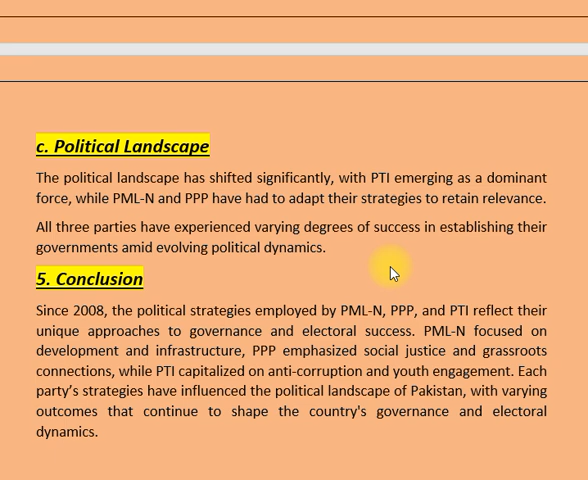 c. Political Landscape
The political landscape has shifted significantly, with PTI emerging as a dominant
force, while PML-N and PPP have had to adapt their strategies to retain relevance.
All three parties have experienced varying degrees of success in establishing their
governments amid evolving political dynamics.
5. Conclusion
Since 2008, the political strategies employed by PML-N, PPP, and PTI reflect their
unique approaches to governance and electoral success. PML-N focused on
development and infrastructure, PPP emphasized social justice and grassroots
connections, while PTI capitalized on anti-corruption and youth engagement. Each
party's strategies have influenced the political landscape of Pakistan, with varying
outcomes that continue to shape the country's governance and electoral
dynamics.